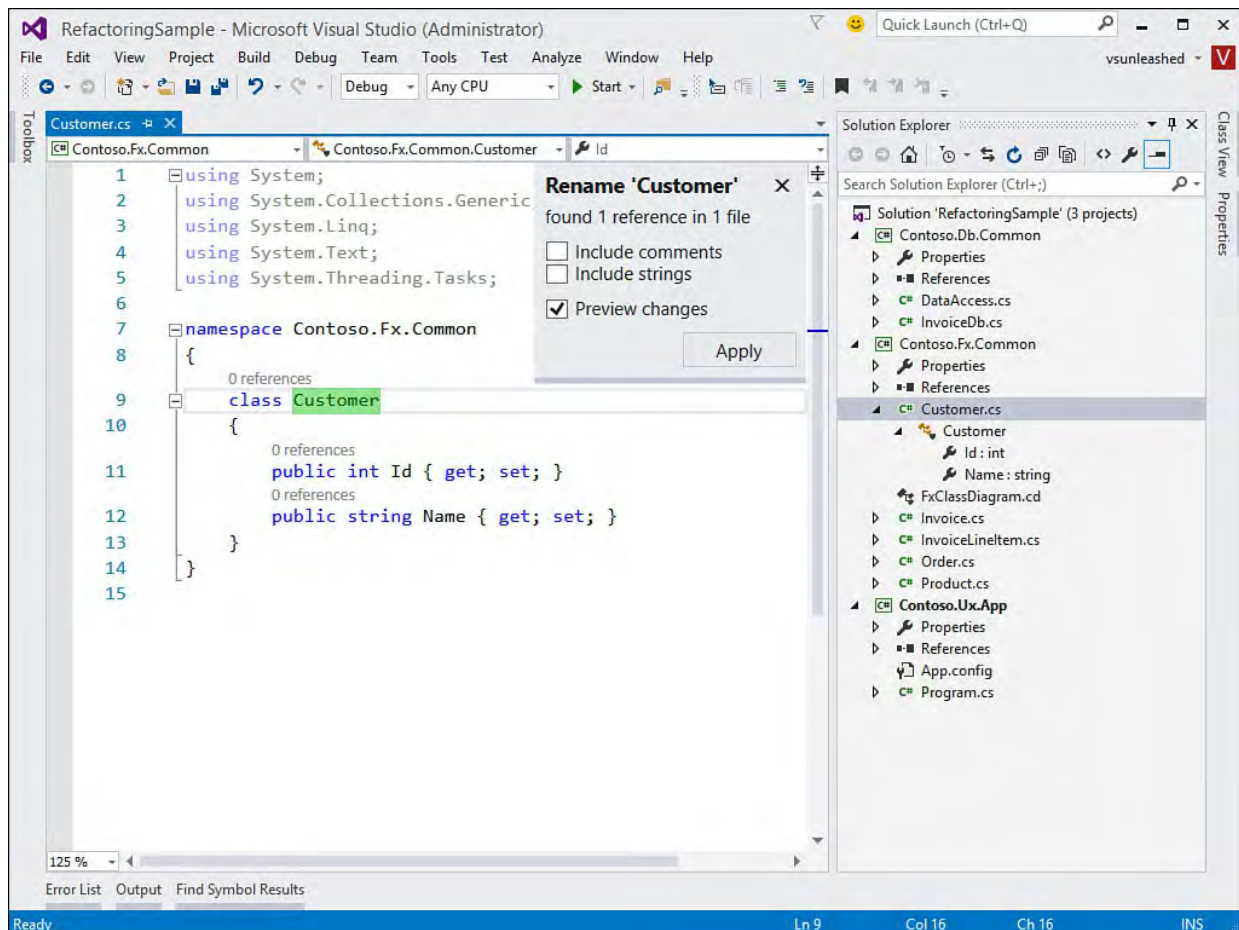 RefactoringSample - Microsoft Visual Studio (Administrator)
Quick Launch (Ctrl+Q)
File Edit View Project Build Debug Team Tools Test Analyze Window Help
vsunleashed
V
Debug
Any CPU
Start
Toolbox
Customer.cs
C# Contoso.Fx.Common
Contoso.Fx.Common.Customer
Id
1 using System;
2 using System.Collections.Generic
3 using System.Linq;
4 using System.Text;
5 using System.Threading.Tasks;
6
7 namespace Contoso.Fx.Common
8 {
0 references
9 class Customer
10 {
0 references
11 public int Id { get; set; }
0 references
12 public string Name { get; set; }
13 }
14 }
15
Rename 'Customer'
found 1 reference in 1 file
Include comments
Include strings
Preview changes
Apply
125 %
Solution Explorer
Search Solution Explorer (Ctrl+;)
Solution 'RefactoringSample' (3 projects)
C# Contoso.Db.Common
Properties
References
C# DataAccess.cs
C# InvoiceDb.cs
C# Contoso.Fx.Common
Properties
References
C# Customer.cs
Customer
Id : int
Name : string
FxClassDiagram.cd
C# Invoice.cs
C# InvoiceLineItem.cs
C# Order.cs
C# Product.cs
C# Contoso.Ux.App
Properties
References
App.config
C# Program.cs
Class View
Properties
Error List Output Find Symbol Results
Ready
Ln 9
Col 16
Ch 16
INS